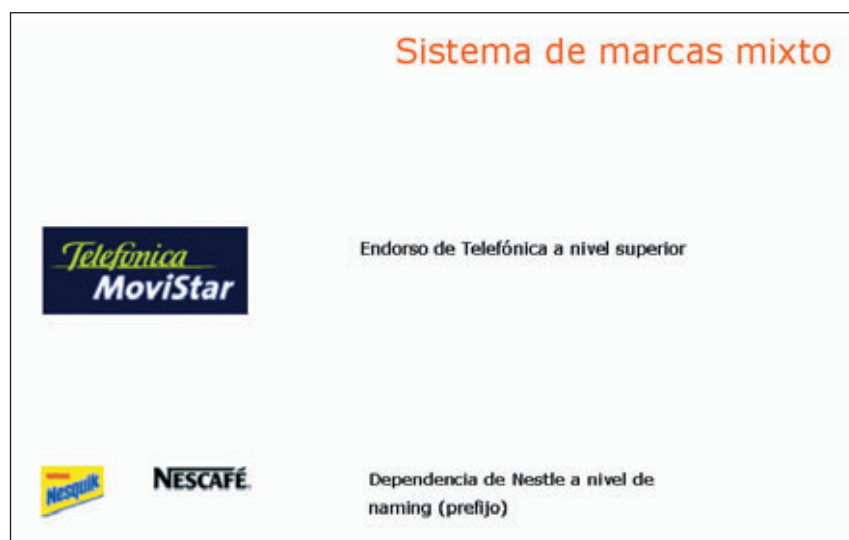 Sistema de marcas mixto
Telefónica
MoviStar
Endorso de Telefónica a nivel superior
Nesquik
NESCAFÉ.
Dependencia de Nestle a nivel de
naming (prefijo)